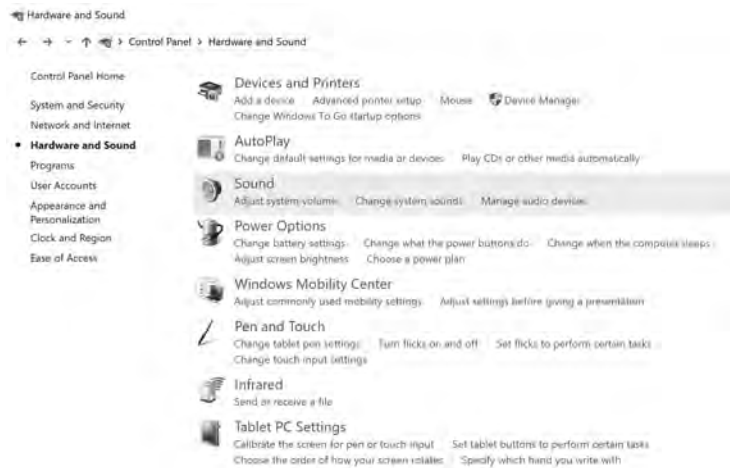 Hardware and Sound
Control Panel > Hardware and Sound
Control Panel Home
System and Security
Network and Internet
Hardware and Sound
Programs
User Accounts
Appearance and
Personalization
Clock and Region
Ease of Access
Devices and Printers
Add a device Advanced printer setup Mouse Device Manager
Change Windows To Go startup options
AutoPlay
Change default settings for media or devices Play CDs or other media automatically
Sound
Adjust system volume Change system sounds Manage audio devices
Power Options
Change battery settings Change what the power buttons do Change when the computer sleeps
Adjust screen brightness Choose a power plan
Windows Mobility Center
Adjust commonly used mobility settings Adjust settings before giving a presentation
Pen and Touch
Change tablet pen settings Turn flicks on and off Set flicks to perform certain tasks
Change touch input settings
Infrared
Send or receive a file
Tablet PC Settings
Calibrate the screen for pen or touch input Set tablet buttons to perform certain tasks
Choose the order of how your screen rotates Specify which hand you write with